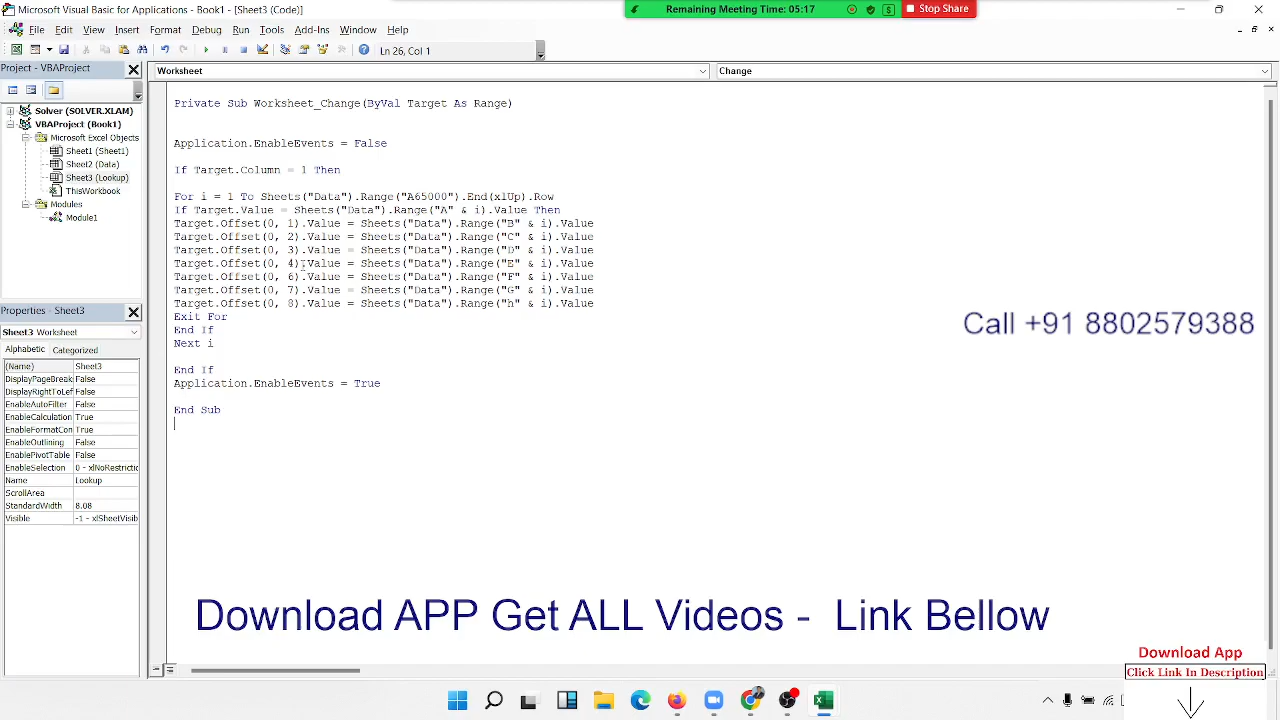 Microsoft Visual Basic for Applications - Book1 - [Sheet3 (Code)]
Remaining Meeting Time: 05:17
Stop Share
File Edit View Insert Format Debug Run Tools Add-Ins Window Help
Ln 26, Col 1
Project - VBAProject
Worksheet
Change
Solver (SOLVER.XLAM)
VBAProject (Book1)
Microsoft Excel Objects
Sheet1 (Sheet1)
Sheet2 (Data)
Sheet3 (Lookup)
ThisWorkbook
Modules
Module1
Private Sub Worksheet_Change(ByVal Target As Range)
Application.EnableEvents = False
If Target.Column = 1 Then
For i = 1 To Sheets("Data").Range("A65000").End(xlUp).Row
If Target.Value = Sheets("Data").Range("A" & i).Value Then
Target.Offset(0, 1).Value = Sheets("Data").Range("B" & i).Value
Target.Offset(0, 2).Value = Sheets("Data").Range("C" & i).Value
Target.Offset(0, 3).Value = Sheets("Data").Range("D" & i).Value
Target.Offset(0, 4).Value = Sheets("Data").Range("E" & i).Value
Target.Offset(0, 6).Value = Sheets("Data").Range("F" & i).Value
Target.Offset(0, 7).Value = Sheets("Data").Range("G" & i).Value
Target.Offset(0, 8).Value = Sheets("Data").Range("h" & i).Value
Exit For
End If
Next i
End If
Application.EnableEvents = True
End Sub
Call +91 8802579388
Properties - Sheet3
Sheet3 Worksheet
Alphabetic Categorized
(Name) Sheet3
DisplayPageBreak False
DisplayRightToLef False
EnableAutoFilter False
EnableCalculation True
EnableFormatCon True
EnableOutlining False
EnablePivotTable False
EnableSelection 0 - xlNoRestrictic
Name Lookup
ScrollArea
StandardWidth 8.08
Visible -1 - xlSheetVisib
Download APP Get ALL Videos - Link Bellow
Download App
Click Link In Description